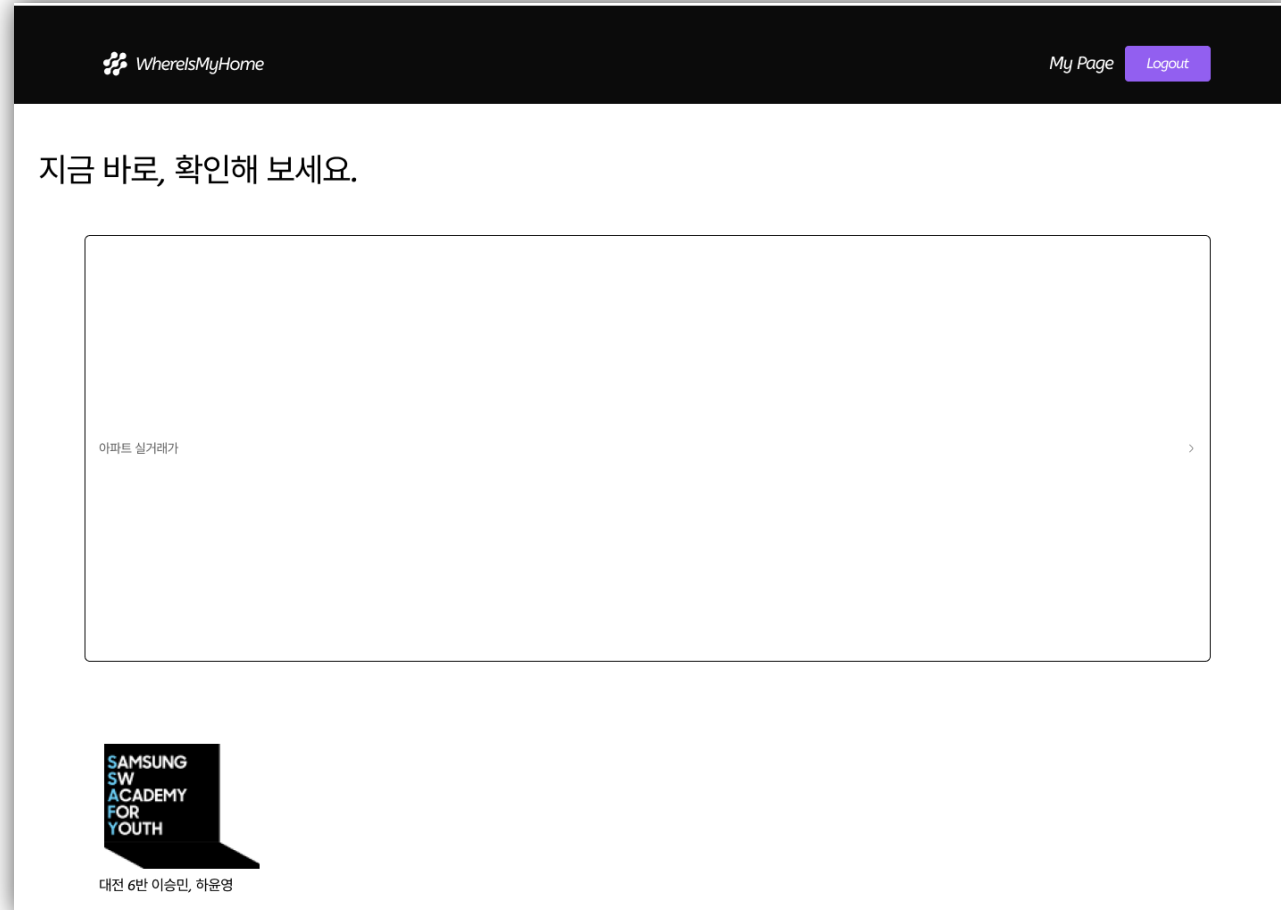 WhereIsMyHome
My Page
Logout
지금 바로, 확인해 보세요.
아파트 실거래가
SAMSUNG
SW
ACADEMY
FOR
YOUTH
대전 6반 이승민, 하윤영